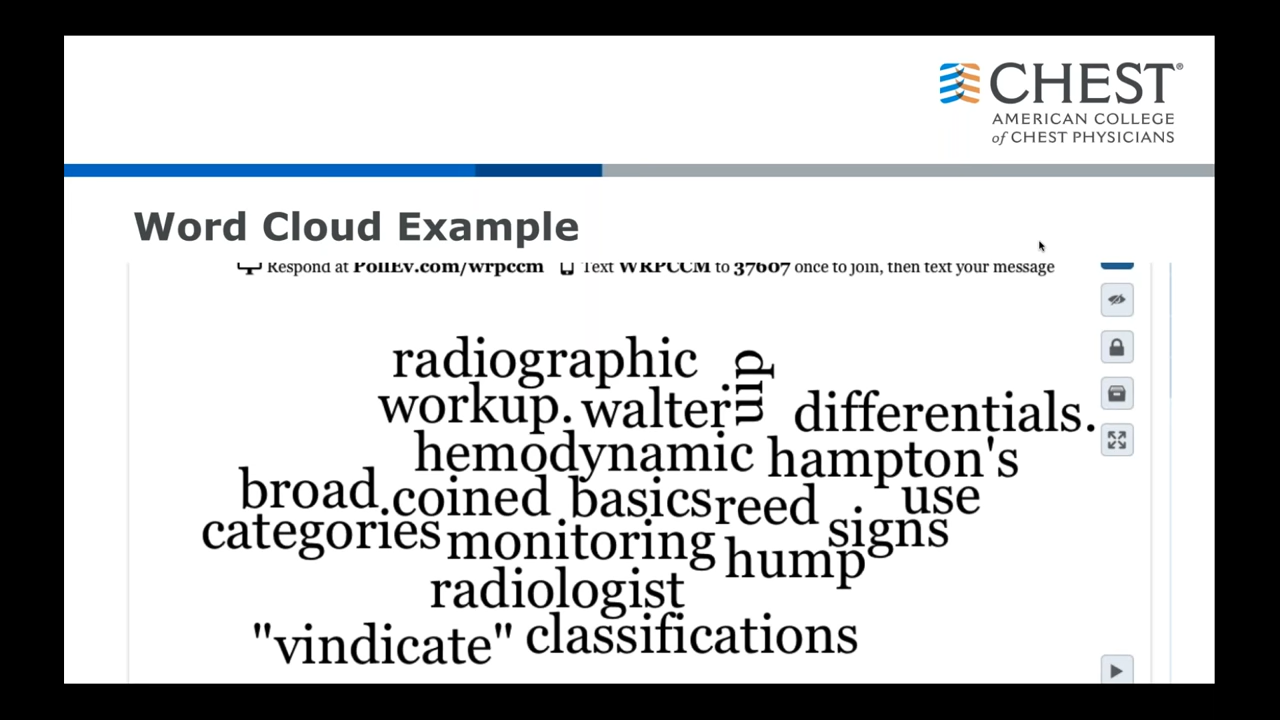 CHEST®
AMERICAN COLLEGE
of CHEST PHYSICIANS
Word Cloud Example
Respond at PollEv.com/wrpccm Text WRPCCM to 37607 once to join, then text your message
radiographic
up
workup. walter differentials.
hemodynamic hampton's
broad. coined basics reed use
categories monitoring hump signs
radiologist
"vindicate" classifications